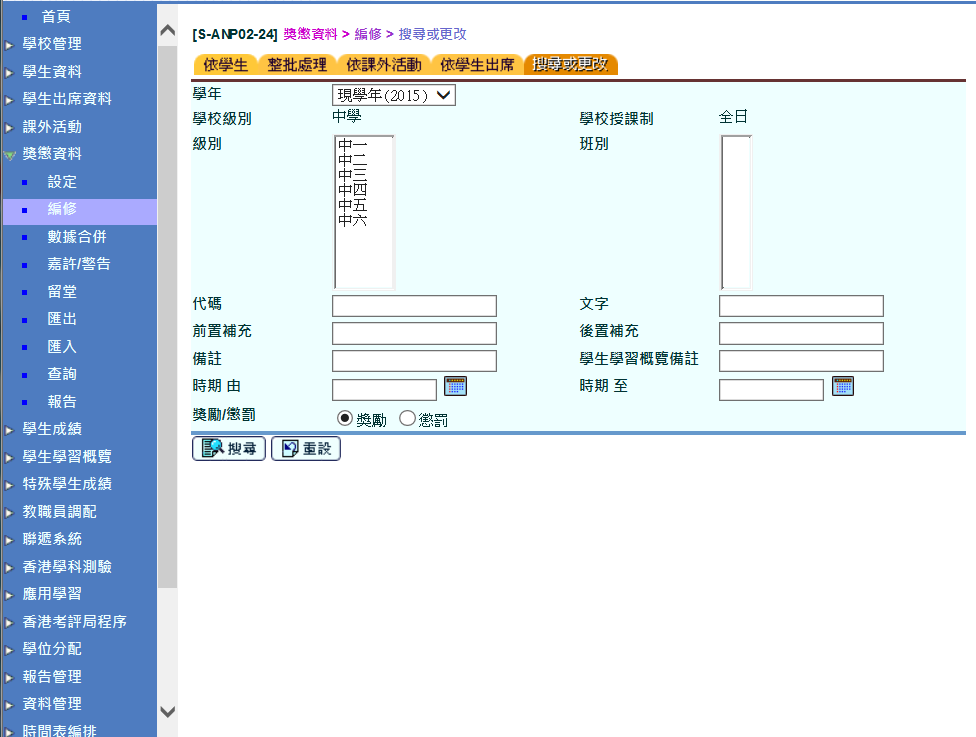 首頁
學校管理
學生資料
學生出席資料
課外活動
獎懲資料
設定
編修
數據合併
嘉許/警告
留堂
匯出
匯入
查詢
報告
學生成績
學生學習概覽
特殊學生成績
教職員調配
聯遞系統
香港學科測驗
應用學習
香港考評局程序
學位分配
報告管理
資料管理
時間表編排
[S-ANP02-24] 獎懲資料 > 編修 > 搜尋或更改
依學生 整批處理 依課外活動 依學生出席 搜尋或更改
學年 現學年(2015)
學校級別 中學 學校授課制 全日
級別 班別
中一
中二
中三
中四
中五
中六
代碼 文字
前置補充 後置補充
備註 學生學習概覽備註
時期 由 時期 至
獎勵/懲罰 獎勵 懲罰
搜尋 重設